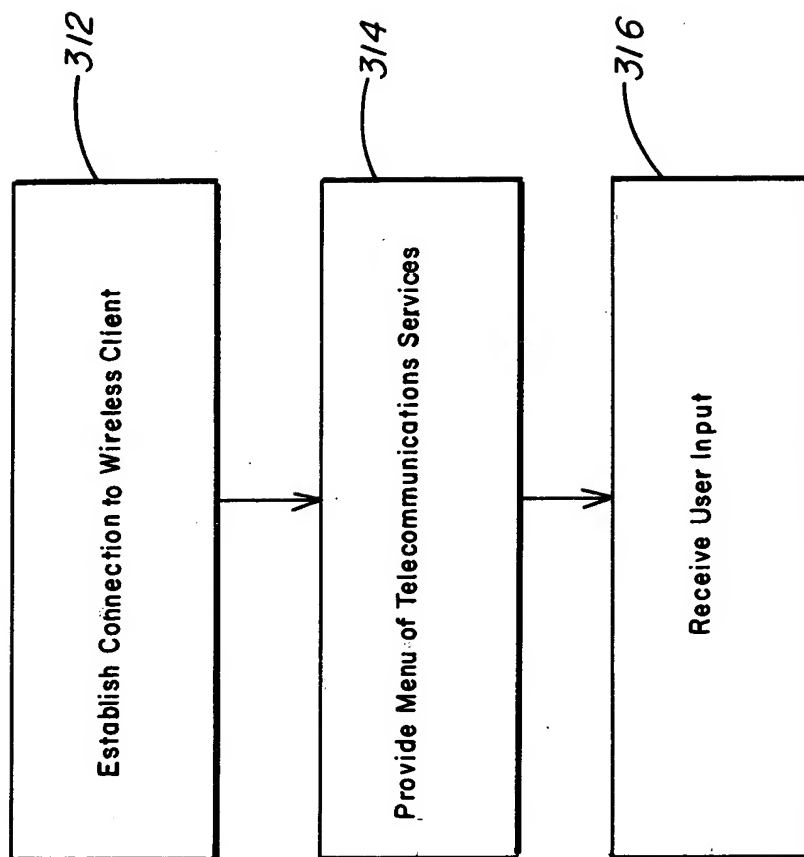 312
Establish Connection to Wireless Client
314
Provide Menu of Telecommunications Services
316
Receive User Input